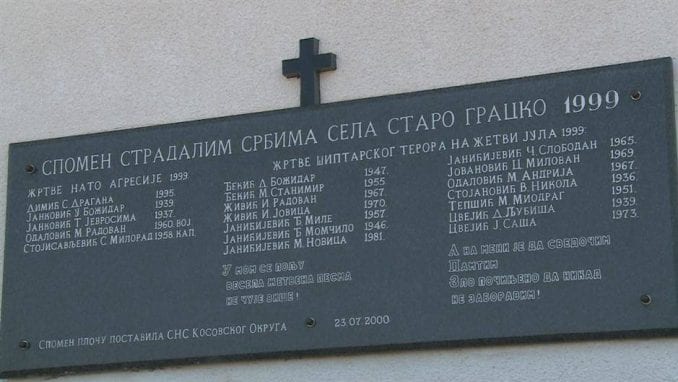 СПОМЕН СТРАДАЛИМ СРБИМА СЕЛА СТАРО ГРАЦКО 1999
ЖРТВЕ НАТО АГРЕСИЈЕ 1999.
ДИМИЋ С. ДРАГАНА 1995.
ЈАНКОВИЋ У. БОЖИДАР 1939.
ЈАНКОВИЋ Т. ЈЕВРОСИМА 1937.
ОДАЛОВИЋ М. РАДОВАН 1960. ВОЈ.
СТОЈИСАВЉЕВИЋ С. МИЛОРАД 1958. КАП.
ЖРТВЕ ШИПТАРСКОГ ТЕРОРА НА ЖЕТВИ ЈУЛА 1999:
ЂЕКИЋ Д. БОЖИДАР 1947.
ЂЕКИЋ М. СТАНИМИР 1955.
ЖИВИЋ И. РАДОВАН 1967.
ЖИВИЋ И. ЈОВИЦА 1970.
ЈАНИЋИЈЕВИЋ Ђ. МИЛЕ 1957.
ЈАНИЋИЈЕВИЋ Ђ. МОМЧИЛО 1946.
ЈАНИЋИЈЕВИЋ М. НОВИЦА 1981.
ЈАНИЋИЈЕВИЋ Ч. СЛОБОДАН 1965.
ЈОВАНОВИЋ Ц. МИЛОВАН 1969.
ОДАЛОВИЋ М. АНДРИЈА 1967.
СТОЈАНОВИЋ В. НИКОЛА 1936.
ТЕПШИЋ М. МИОДРАГ 1951.
ЦВЕЈИЋ Д. ЉУБИША 1939.
ЦВЕЈИЋ Ј. САША 1973.
У МОМ СЕ ПОЉУ
ВЕСЕЛА ЖЕТВЕНА ПЕСМА
НЕ ЧУЈЕ ВИШЕ!
А НА МЕНИ ЈЕ ДА СВЕДОЧИМ
ПАМТИМ
ЗЛО ПОЧИЊЕНО ДА НИКАД
НЕ ЗАБОРАВИМ!
СПОМЕН ПЛОЧУ ПОСТАВИЛА СНС КОСОВСКОГ ОКРУГА 23.07.2000